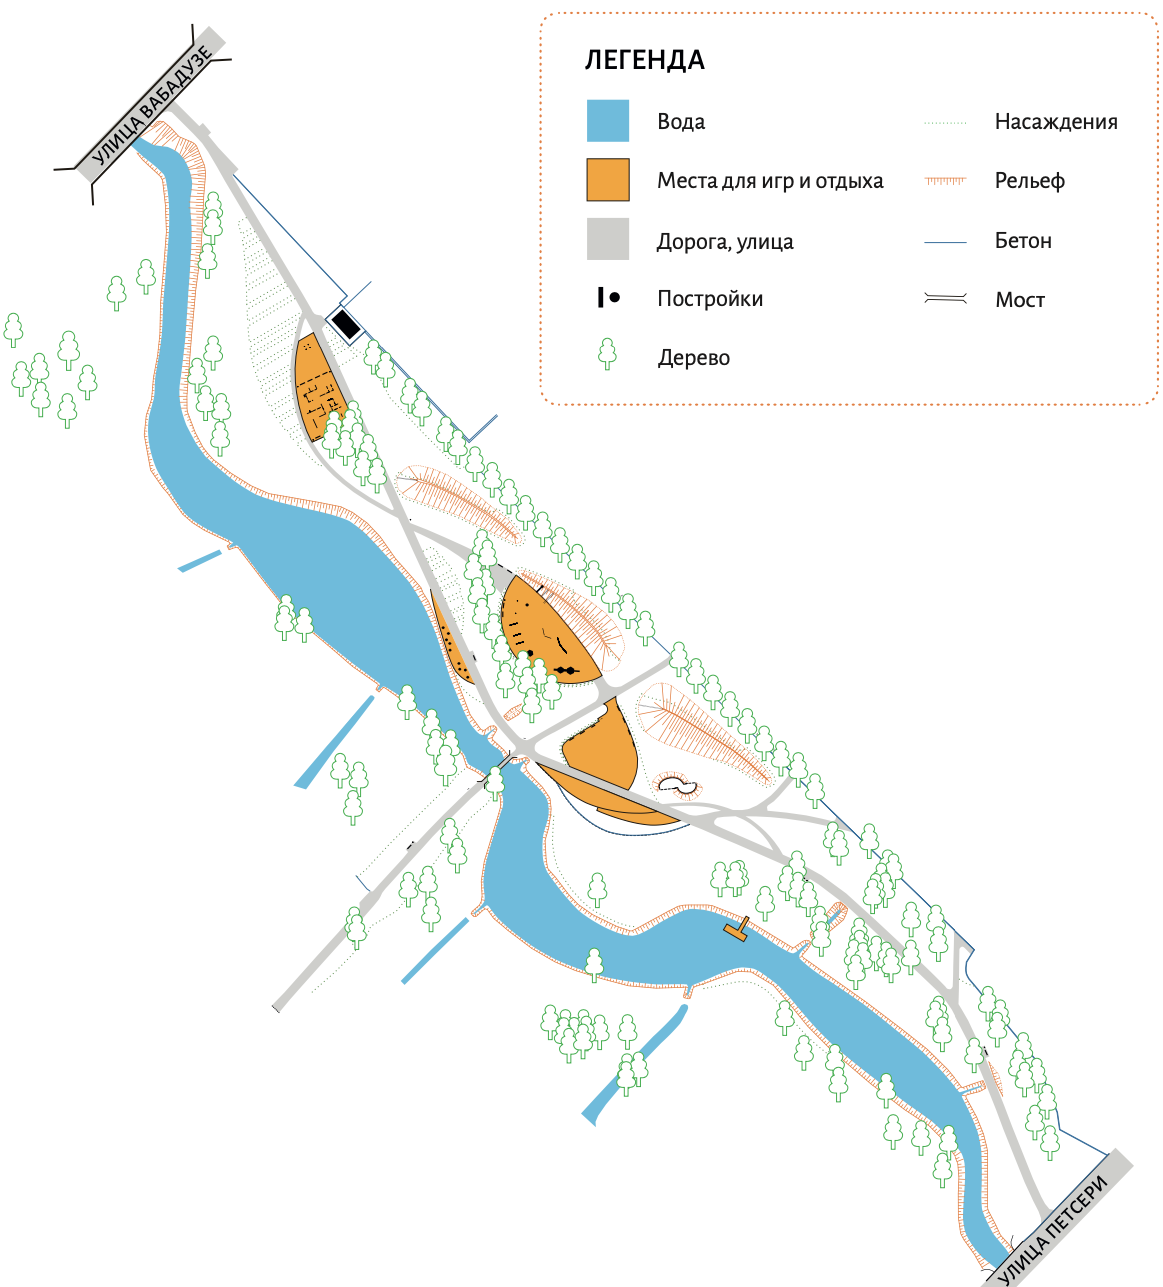 УЛИЦА ВАБАДУЗЕ
ЛЕГЕНДА
Вода
Места для игр и отдыха
Дорога, улица
Постройки
Дерево
Насаждения
Рельеф
Бетон
Мост
УЛИЦА ПЕТСЕРИ